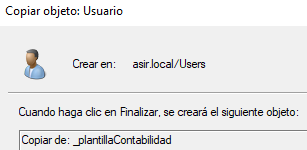 Copiar objeto: Usuario
Crear en: asir.local/Users
Cuando haga clic en Finalizar, se creará el siguiente objeto:
Copiar de: _plantillaContabilidad